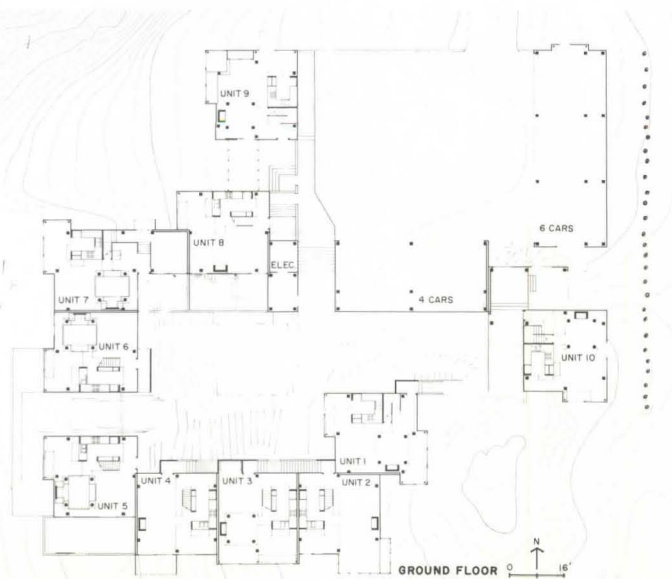 UNIT 9
6 CARS
UNIT 8
ELEC.
4 CARS
UNIT 7
UNIT 6
UNIT 10
UNIT 1
UNIT 5
UNIT 4
UNIT 3
UNIT 2
N
GROUND FLOOR 0 16'